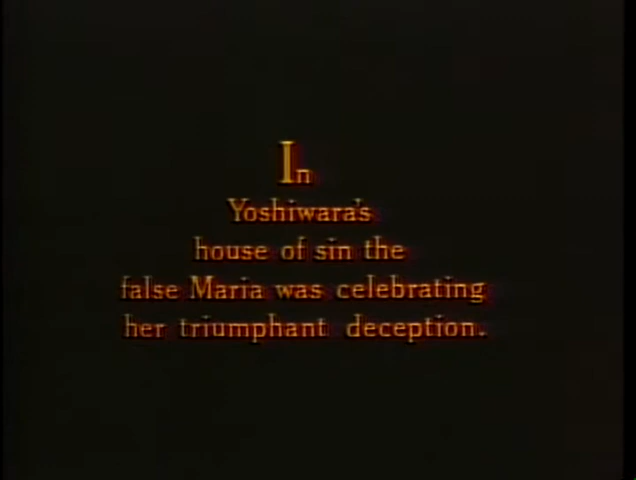 In
Yoshiwara's
house of sin the
false Maria was celebrating
her triumphant deception.